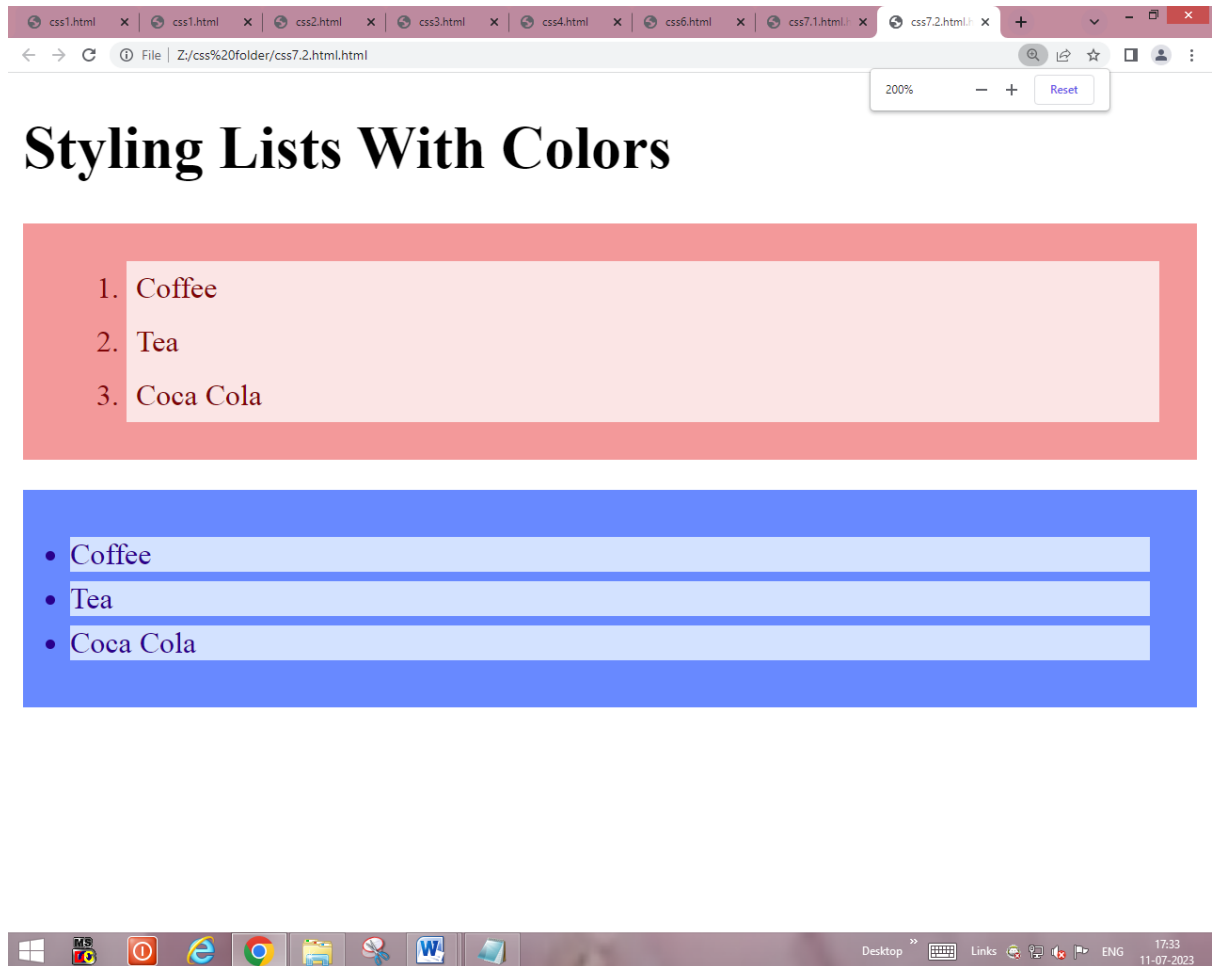 css1.html css1.html css2.html css3.html css4.html css6.html css7.1.html.h css7.2.html.h
File Z:/css%20folder/css7.2.html.html
200% Reset
Styling Lists With Colors
1. Coffee
2. Tea
3. Coca Cola
• Coffee
• Tea
• Coca Cola
MS
W
Desktop Links ENG 17:33
11-07-2023